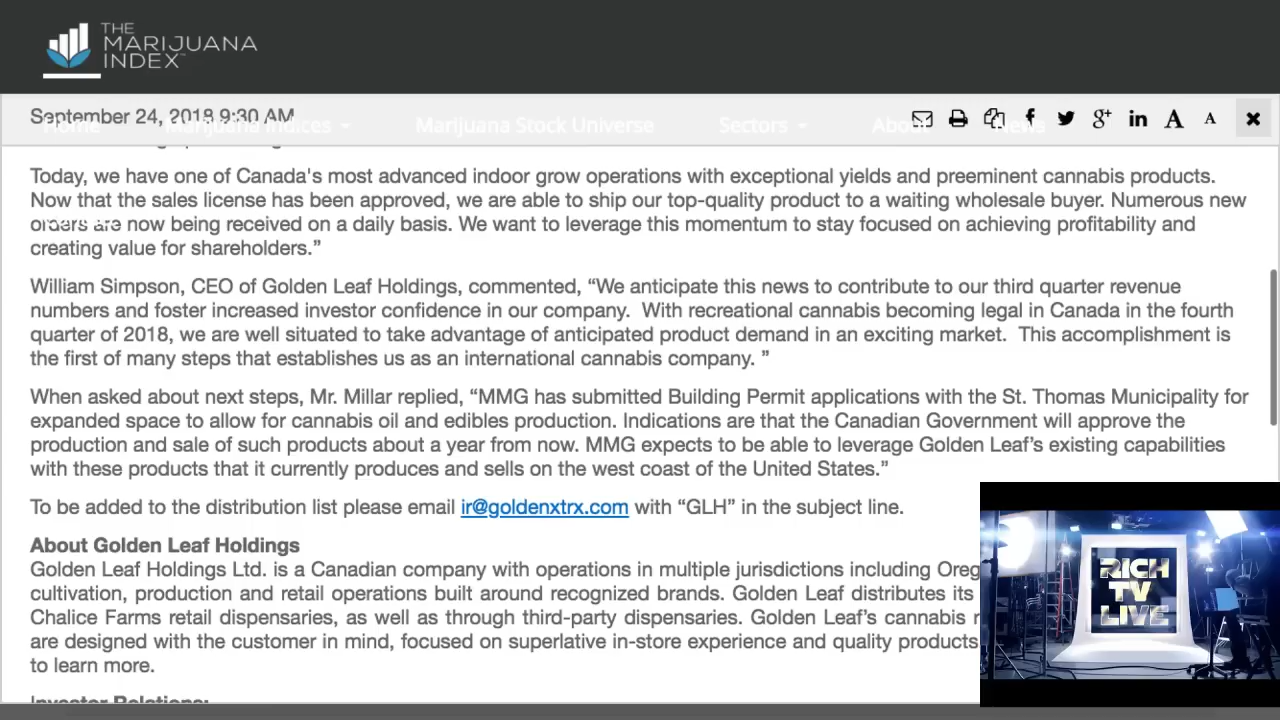 THE
MARIJUANA
INDEX™
September 24, 2018 9:30 AM
Home Marijuana Indices Marijuana Stock Universe Sectors About News
Today, we have one of Canada's most advanced indoor grow operations with exceptional yields and preeminent cannabis products.
Now that the sales license has been approved, we are able to ship our top-quality product to a waiting wholesale buyer. Numerous new
orders are now being received on a daily basis. We want to leverage this momentum to stay focused on achieving profitability and
creating value for shareholders.”
William Simpson, CEO of Golden Leaf Holdings, commented, “We anticipate this news to contribute to our third quarter revenue
numbers and foster increased investor confidence in our company.  With recreational cannabis becoming legal in Canada in the fourth
quarter of 2018, we are well situated to take advantage of anticipated product demand in an exciting market.  This accomplishment is
the first of many steps that establishes us as an international cannabis company. ”
When asked about next steps, Mr. Millar replied, “MMG has submitted Building Permit applications with the St. Thomas Municipality for
expanded space to allow for cannabis oil and edibles production. Indications are that the Canadian Government will approve the
production and sale of such products about a year from now. MMG expects to be able to leverage Golden Leaf’s existing capabilities
with these products that it currently produces and sells on the west coast of the United States.”
To be added to the distribution list please email ir@goldenxtrx.com with “GLH” in the subject line.
About Golden Leaf Holdings
Golden Leaf Holdings Ltd. is a Canadian company with operations in multiple jurisdictions including Oreg
cultivation, production and retail operations built around recognized brands. Golden Leaf distributes its
Chalice Farms retail dispensaries, as well as through third-party dispensaries. Golden Leaf’s cannabis r
are designed with the customer in mind, focused on superlative in-store experience and quality products.
to learn more.
Investor Relations:
RICH
TV
LIVE